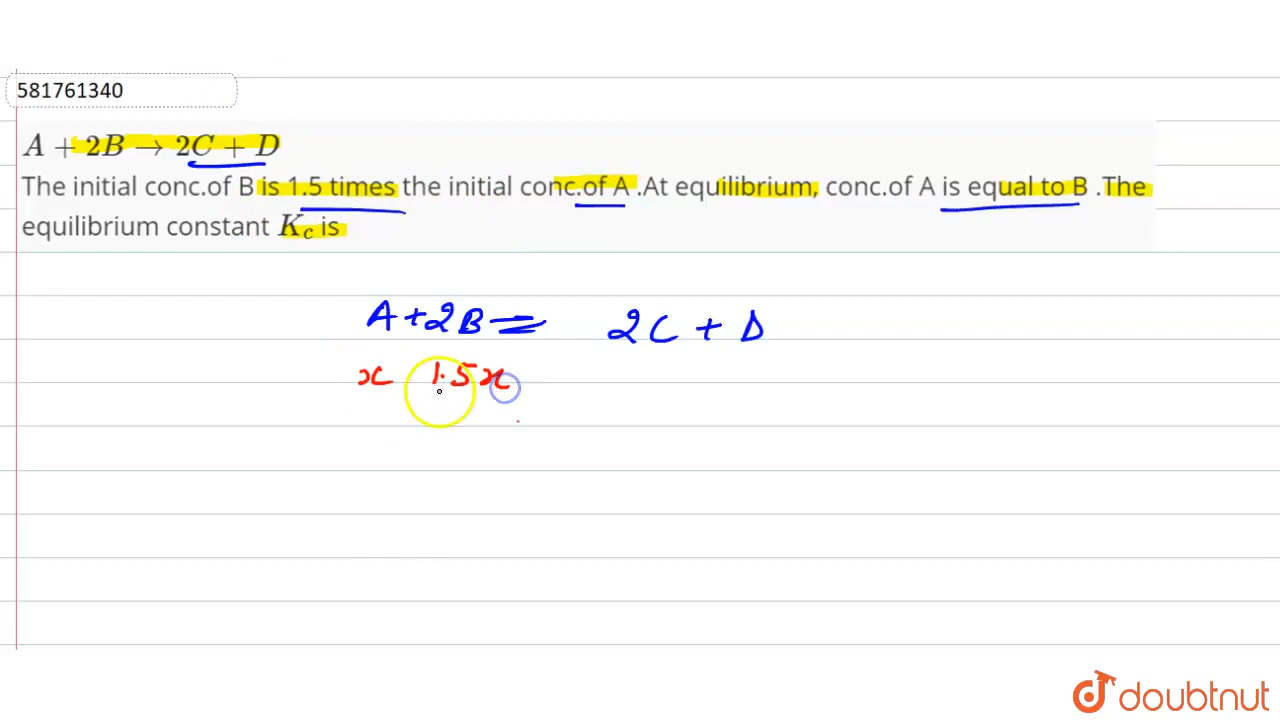 581761340
A + 2B → 2C + D
The initial conc.of B is 1.5 times the initial conc.of A .At equilibrium, conc.of A is equal to B .The
equilibrium constant K_c is
A + 2B ⇌ 2C + D
x 1.5x
doubtnut